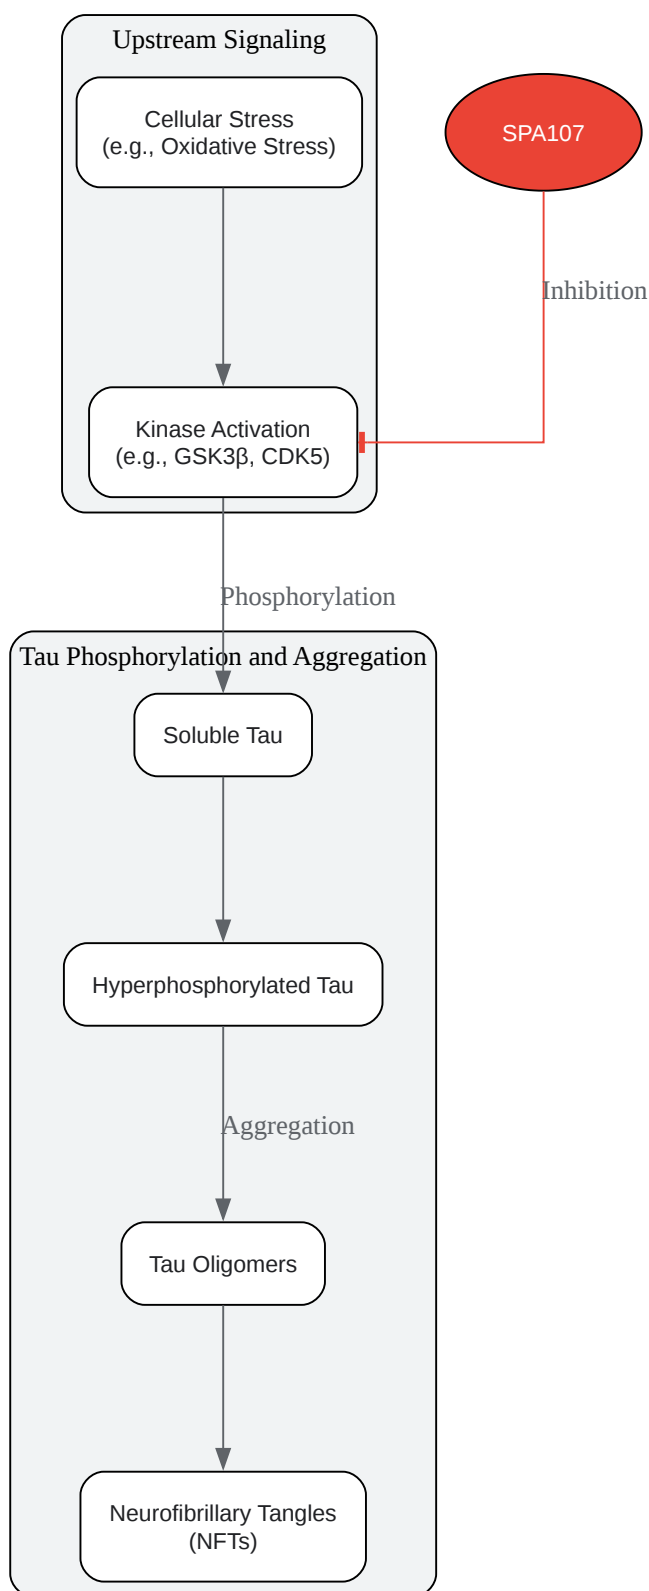 Upstream Signaling
Cellular Stress
(e.g., Oxidative Stress)
SPA107
Inhibition
Kinase Activation
(e.g., GSK3β, CDK5)
Phosphorylation
Tau Phosphorylation and Aggregation
Soluble Tau
Hyperphosphorylated Tau
Aggregation
Tau Oligomers
Neurofibrillary Tangles
(NFTs)